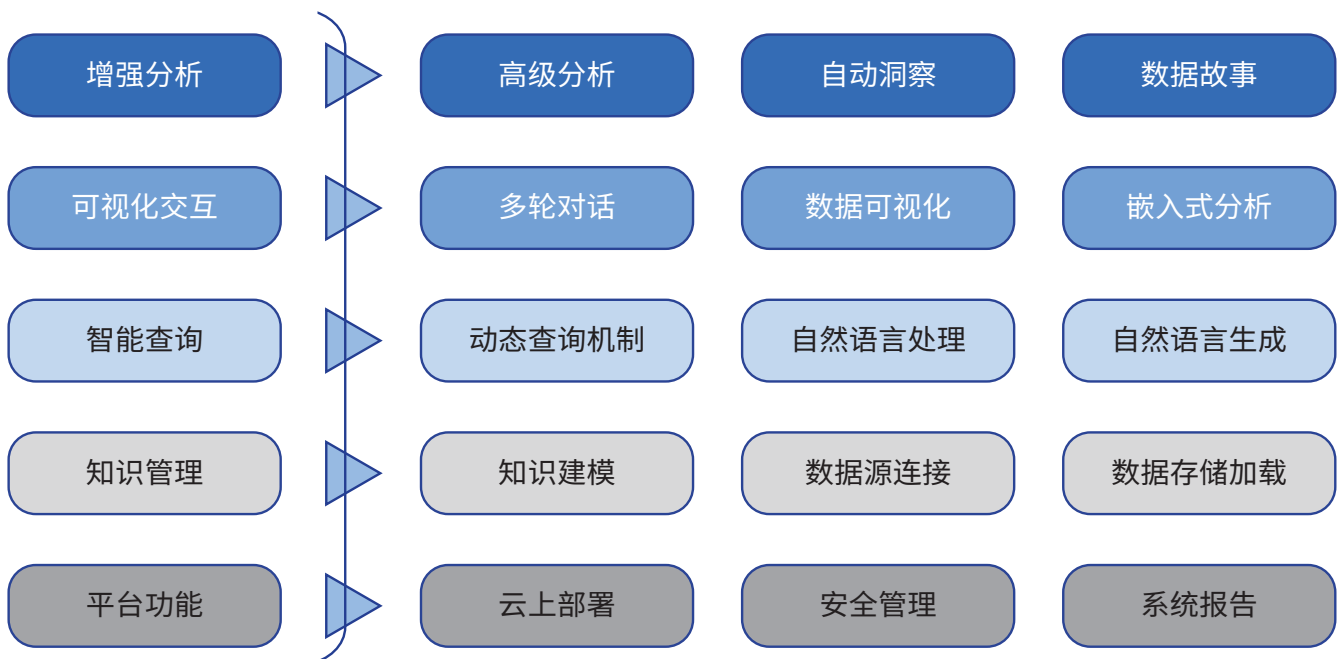 增强分析
高级分析
自动洞察
数据故事
可视化交互
多轮对话
数据可视化
嵌入式分析
智能查询
动态查询机制
自然语言处理
自然语言生成
知识管理
知识建模
数据源连接
数据存储加载
平台功能
云上部署
安全管理
系统报告